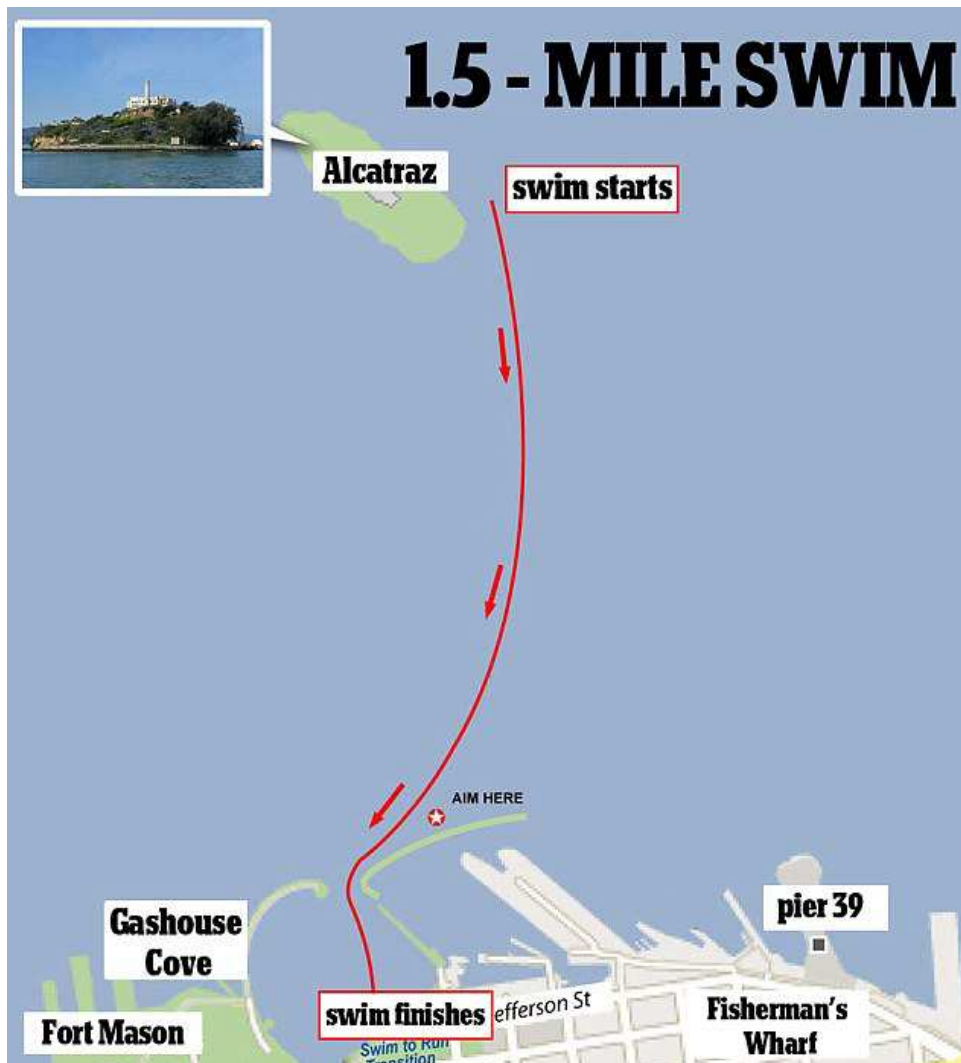 1.5 - MILE SWIM
Alcatraz
swim starts
AIM HERE
pier 39
Gashouse
Cove
swim finishes
efferson St
Fisherman's
Wharf
Fort Mason
Swim to Run
Transition